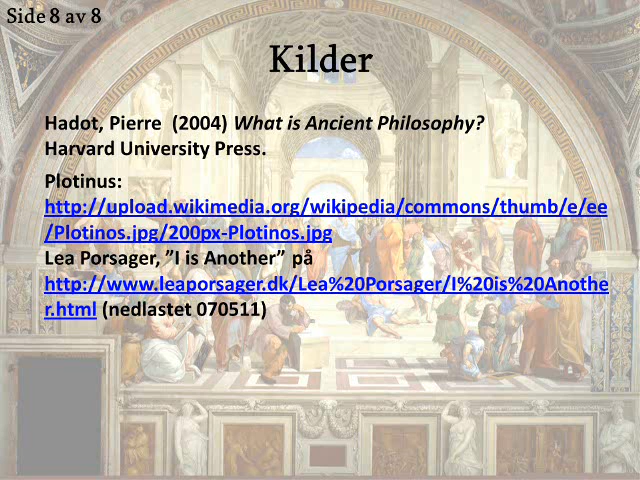 Side 8 av 8
Kilder
Hadot, Pierre (2004) What is Ancient Philosophy?
Harvard University Press.
Plotinus:
http://upload.wikimedia.org/wikipedia/commons/thumb/e/ee
/Plotinos.jpg/200px-Plotinos.jpg
Lea Porsager, ”I is Another” på
http://www.leaporsager.dk/Lea%20Porsager/I%20is%20Anothe
r.html (nedlastet 070511)